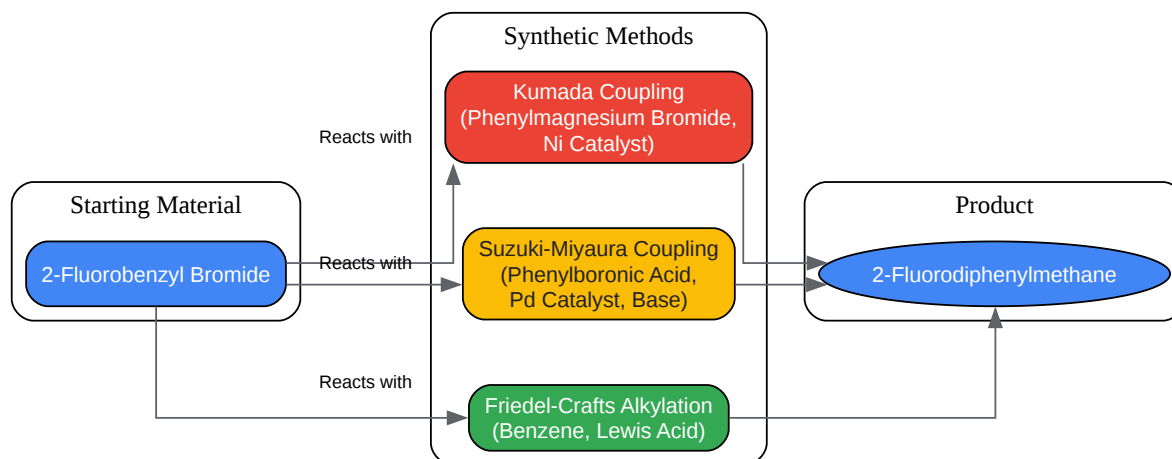 Synthetic Methods
Kumada Coupling
(Phenylmagnesium Bromide,
Ni Catalyst)
Reacts with
Starting Material
2-Fluorobenzyl Bromide
Reacts with
Suzuki-Miyaura Coupling
(Phenylboronic Acid,
Pd Catalyst, Base)
Product
2-Fluorodiphenylmethane
Reacts with
Friedel-Crafts Alkylation
(Benzene, Lewis Acid)